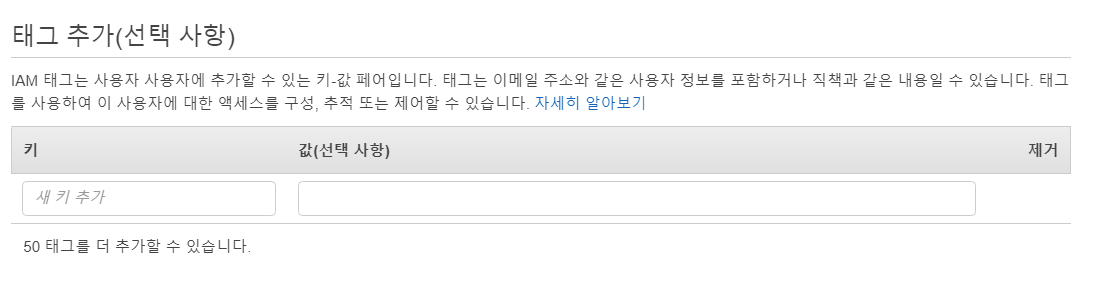 태그 추가(선택 사항)
IAM 태그는 사용자 사용자에 추가할 수 있는 키-값 페어입니다. 태그는 이메일 주소와 같은 사용자 정보를 포함하거나 직책과 같은 내용일 수 있습니다. 태그
를 사용하여 이 사용자에 대한 액세스를 구성, 추적 또는 제어할 수 있습니다. 자세히 알아보기
키 값(선택 사항) 제거
새 키 추가
50 태그를 더 추가할 수 있습니다.